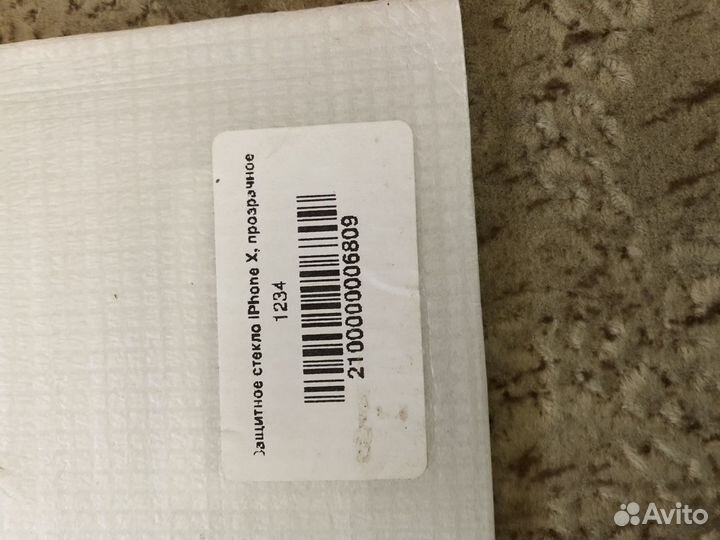 Защитное стекло iPhone X, прозрачное
1234
2100000006809
Avito